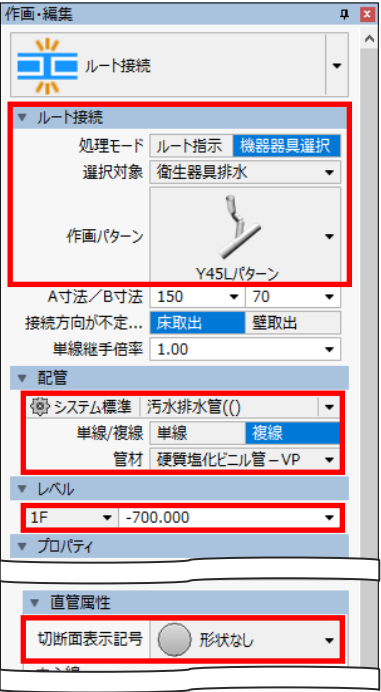 作画・編集
ルート接続
ルート接続
処理モード ルート指示 機器器具選択
選択対象 衛生器具排水
作画パターン
Y45Lパターン
A寸法/B寸法 150 70
接続方向が不定... 床取出 壁取出
単線継手倍率 1.00
配管
システム標準 汚水排水管(()
単線/複線 単線 複線
管材 硬質塩化ビニル管-VP
レベル
1F -700.000
プロパティ
直管属性
切断面表示記号 形状なし